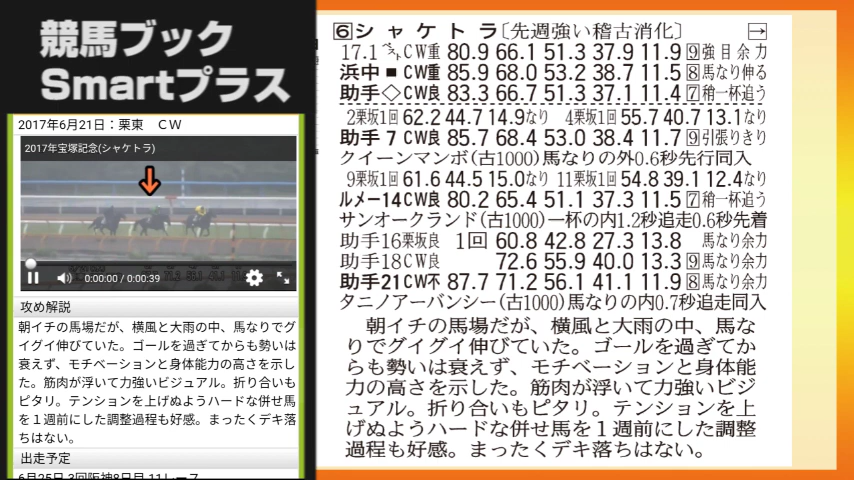 競馬ブック
Smartプラス
2017年6月21日：栗東　ＣＷ
2017年宝塚記念(シャケトラ)
0:00:00 / 0:00:39
攻め解説
朝イチの馬場だが、横風と大雨の中、馬なりでグ
イグイ伸びていた。ゴールを過ぎてからも勢いは
衰えず、モチベーションと身体能力の高さを示し
た。筋肉が浮いて力強いビジュアル。折り合いも
ピタリ。テンションを上げぬようハードな併せ馬
を１週前にした調整過程も好感。まったくデキ落
ちはない。
出走予定
6月25日 3回阪神8日目 11レース
⑥シャケトラ〔先週強い稽古消化〕 →
17.1ベストCW重 80.9 66.1 51.3 37.9 11.9 ⑨強目余力
浜中■CW重 85.9 68.0 53.2 38.7 11.5 ⑧馬なり伸る
助手◇CW良 83.3 66.7 51.3 37.1 11.4 ⑦稍一杯追う
2栗坂1回 62.2 44.7 14.9なり 4栗坂1回 55.7 40.7 13.1なり
助手 7 CW良 85.7 68.4 53.0 38.4 11.7 ⑨引張りきり
クイーンマンボ(古1000)馬なりの外0.6秒先行同入
9栗坂1回 61.6 44.5 15.0なり 11栗坂1回 54.8 39.1 12.4なり
ルメー14CW良 80.2 65.4 51.1 37.3 11.5 ⑦稍一杯追う
サンオークランド(古1000)一杯の内1.2秒追走0.6秒先着
助手16栗坂良 1回 60.8 42.8 27.3 13.8 馬なり余力
助手18CW良 72.6 55.9 40.0 13.3 ⑨馬なり余力
助手21CW不 87.7 71.2 56.1 41.1 11.9 ⑧馬なり余力
タニノアーバンシー(古1000)馬なりの内0.7秒追走同入
朝イチの馬場だが、横風と大雨の中、馬な
りでグイグイ伸びていた。ゴールを過ぎてか
らも勢いは衰えず、モチベーションと身体能
力の高さを示した。筋肉が浮いて力強いビジ
ュアル。折り合いもピタリ。テンションを上
げぬようハードな併せ馬を１週前にした調整
過程も好感。まったくデキ落ちはない。